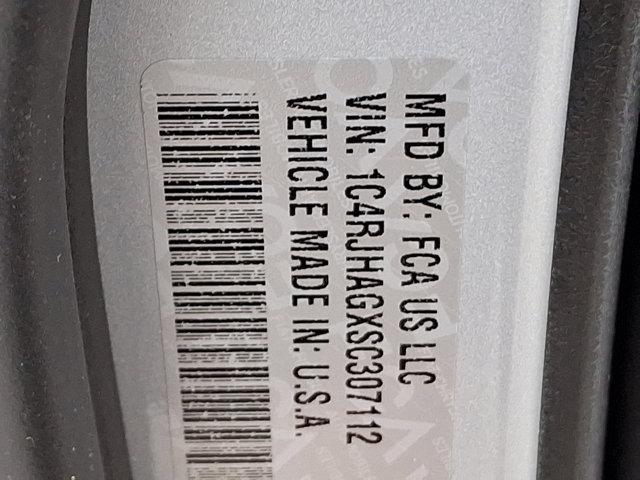 MFD BY: FCA US LLC
VIN: 1C4RJHAGXSC307112
VEHICLE MADE IN: U.S.A.